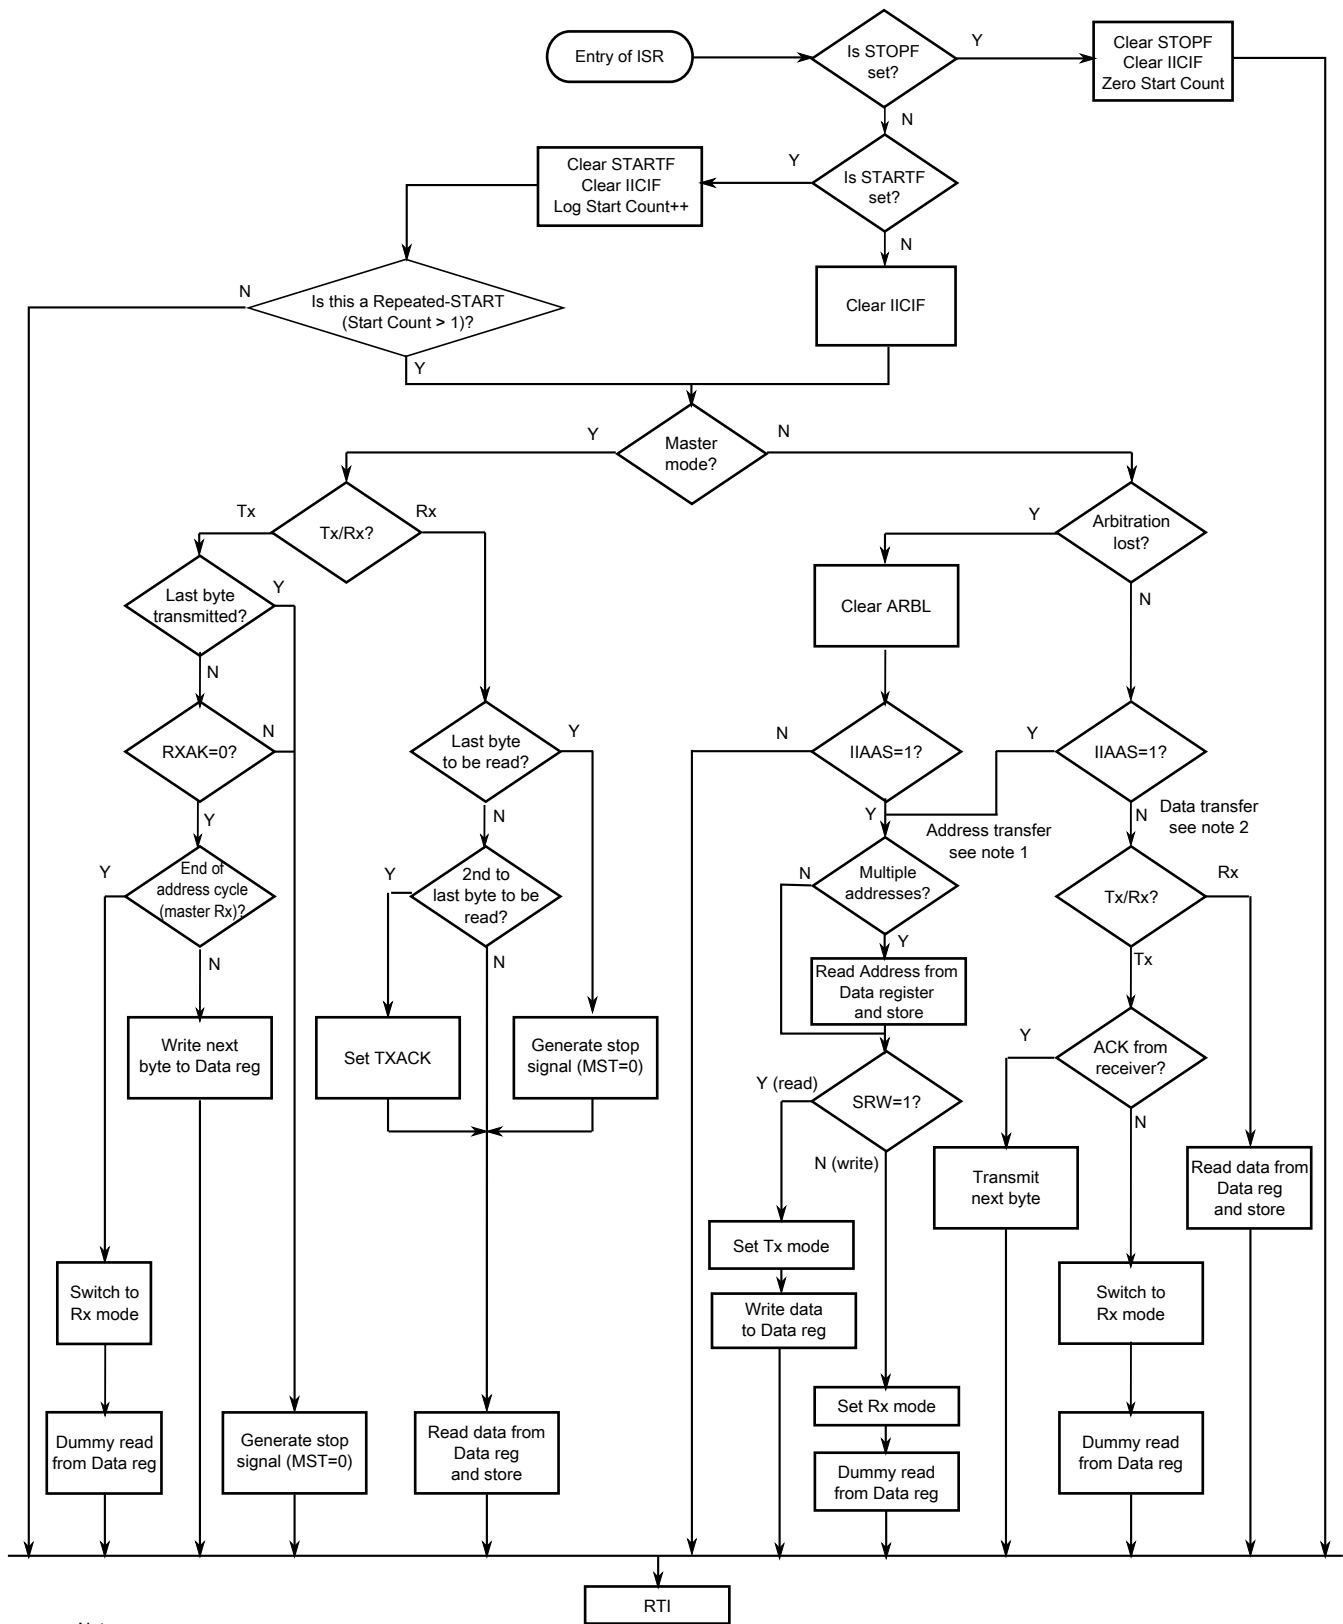 Entry of ISR
Is STOPF
set?
Y
Clear STOPF
Clear IICIF
Zero Start Count
N
Y
Clear STARTF
Clear IICIF
Log Start Count++
Is STARTF
set?
N
N
Is this a Repeated-START
(Start Count > 1)?
Clear IICIF
Y
Y
Master
mode?
N
Tx
Tx/Rx?
Rx
Y
Arbitration
lost?
Last byte
transmitted?
Y
Clear ARBL
N
N
RXAK=0?
N
Last byte
to be read?
Y
N
IIAAS=1?
Y
IIAAS=1?
Y
N
Y
Address transfer
see note 1
N
Data transfer
see note 2
Y
End of
address cycle
(master Rx)?
Y
2nd to
last byte to be
read?
N
Multiple
addresses?
Tx/Rx?
Rx
N
N
Y
Tx
Read Address from
Data register
and store
Write next
byte to Data reg
Set TXACK
Generate stop
signal (MST=0)
Y
ACK from
receiver?
Y (read)
SRW=1?
N
N (write)
Transmit
next byte
Read data from
Data reg
and store
Set Tx mode
Switch to
Rx mode
Write data
to Data reg
Switch to
Rx mode
Set Rx mode
Dummy read
from Data reg
Generate stop
signal (MST=0)
Read data from
Data reg
and store
Dummy read
from Data reg
Dummy read
from Data reg
RTI